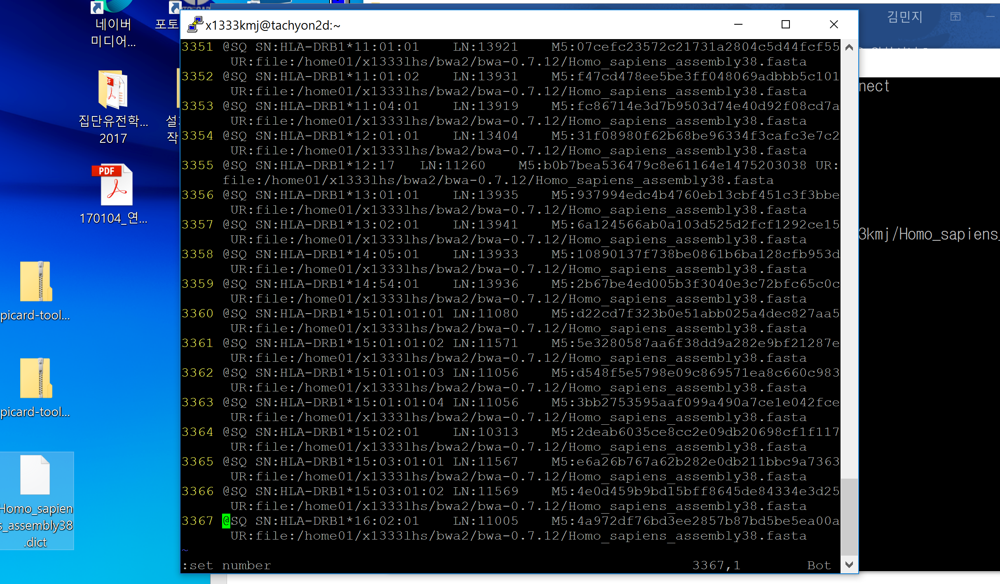 네이버
미디어...
포토
집단유전학...
2017
작
PDF
170104_연...
picard-tool...
picard-tool...
Homo_sapien
s_assembly38
.dict
x1333kmj@tachyon2d:~
3351 @SQ SN:HLA-DRB1*11:01:01 LN:13921 M5:07cefc23572c21731a2804c5d44fcf55
UR:file:/home01/x1333lhs/bwa2/bwa-0.7.12/Homo_sapiens_assembly38.fasta
3352 @SQ SN:HLA-DRB1*11:01:02 LN:13931 M5:f47cd478ee5be3ff048069adbbb5c101
UR:file:/home01/x1333lhs/bwa2/bwa-0.7.12/Homo_sapiens_assembly38.fasta
3353 @SQ SN:HLA-DRB1*11:04:01 LN:13919 M5:fc86714e3d7b9503d74e40d92f08cd7a
UR:file:/home01/x1333lhs/bwa2/bwa-0.7.12/Homo_sapiens_assembly38.fasta
3354 @SQ SN:HLA-DRB1*12:01:01 LN:13404 M5:31f08980f62b68be96334f3cafc3e7c2
UR:file:/home01/x1333lhs/bwa2/bwa-0.7.12/Homo_sapiens_assembly38.fasta
3355 @SQ SN:HLA-DRB1*12:17 LN:11260 M5:b0b7bea536479c8e61164e1475203038 UR:
file:/home01/x1333lhs/bwa2/bwa-0.7.12/Homo_sapiens_assembly38.fasta
3356 @SQ SN:HLA-DRB1*13:01:01 LN:13935 M5:937994edc4b4760eb13cbf451c3f3bbe
UR:file:/home01/x1333lhs/bwa2/bwa-0.7.12/Homo_sapiens_assembly38.fasta
3357 @SQ SN:HLA-DRB1*13:02:01 LN:13941 M5:6a124566ab0a103d525d2fcf1292ce15
UR:file:/home01/x1333lhs/bwa2/bwa-0.7.12/Homo_sapiens_assembly38.fasta
3358 @SQ SN:HLA-DRB1*14:05:01 LN:13933 M5:10890137f738be0861b6ba128cfb953d
UR:file:/home01/x1333lhs/bwa2/bwa-0.7.12/Homo_sapiens_assembly38.fasta
3359 @SQ SN:HLA-DRB1*14:54:01 LN:13936 M5:2b67be4ed005b3f3040e3c72bfc65c0c
UR:file:/home01/x1333lhs/bwa2/bwa-0.7.12/Homo_sapiens_assembly38.fasta
3360 @SQ SN:HLA-DRB1*15:01:01:01 LN:11080 M5:d22cd7f323b0e51abb025a4dec827aa5
UR:file:/home01/x1333lhs/bwa2/bwa-0.7.12/Homo_sapiens_assembly38.fasta
3361 @SQ SN:HLA-DRB1*15:01:01:02 LN:11571 M5:5e3280587aa6f38dd9a282e9bf21287e
UR:file:/home01/x1333lhs/bwa2/bwa-0.7.12/Homo_sapiens_assembly38.fasta
3362 @SQ SN:HLA-DRB1*15:01:01:03 LN:11056 M5:d548f5e5798e09c869571ea8c660c983
UR:file:/home01/x1333lhs/bwa2/bwa-0.7.12/Homo_sapiens_assembly38.fasta
3363 @SQ SN:HLA-DRB1*15:01:01:04 LN:11056 M5:3bb2753595aaf099a490a7ce1e042fce
UR:file:/home01/x1333lhs/bwa2/bwa-0.7.12/Homo_sapiens_assembly38.fasta
3364 @SQ SN:HLA-DRB1*15:02:01 LN:10313 M5:2deab6035ce8cc2e09db20698cf1f117
UR:file:/home01/x1333lhs/bwa2/bwa-0.7.12/Homo_sapiens_assembly38.fasta
3365 @SQ SN:HLA-DRB1*15:03:01:01 LN:11567 M5:e6a26b767a62b282e0db211bbc9a7363
UR:file:/home01/x1333lhs/bwa2/bwa-0.7.12/Homo_sapiens_assembly38.fasta
3366 @SQ SN:HLA-DRB1*15:03:01:02 LN:11569 M5:4e0d459b9bd15bff8645de84334e3d25
UR:file:/home01/x1333lhs/bwa2/bwa-0.7.12/Homo_sapiens_assembly38.fasta
3367 @SQ SN:HLA-DRB1*16:02:01 LN:11005 M5:4a972df76bd3ee2857b87bd5be5ea00a
UR:file:/home01/x1333lhs/bwa2/bwa-0.7.12/Homo_sapiens_assembly38.fasta
~
:set number 3367,1 Bot
김민지
nect
3kmj/Homo_sapiens_